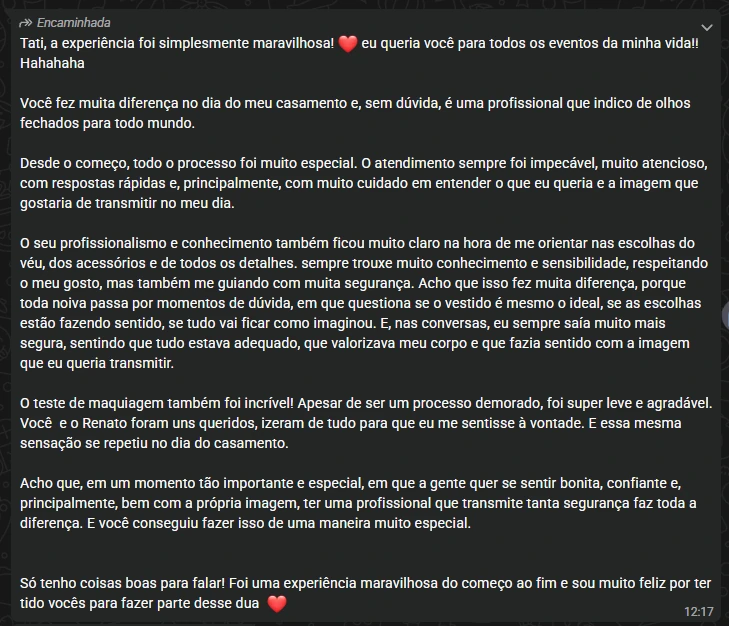 Encaminhada
Tati, a experiência foi simplesmente maravilhosa! ❤️ eu queria você para todos os eventos da minha vida!!
Hahahaha
Você fez muita diferença no dia do meu casamento e, sem dúvida, é uma profissional que indico de olhos
fechados para todo mundo.
Desde o começo, todo o processo foi muito especial. O atendimento sempre foi impecável, muito atencioso,
com respostas rápidas e, principalmente, com muito cuidado em entender o que eu queria e a imagem que
gostaria de transmitir no meu dia.
O seu profissionalismo e conhecimento também ficou muito claro na hora de me orientar nas escolhas do
véu, dos acessórios e de todos os detalhes. sempre trouxe muito conhecimento e sensibilidade, respeitando
o meu gosto, mas também me guiando com muita segurança. Acho que isso fez muita diferença, porque
toda noiva passa por momentos de dúvida, em que questiona se o vestido é mesmo o ideal, se as escolhas
estão fazendo sentido, se tudo vai ficar como imaginou. E, nas conversas, eu sempre saía muito mais
segura, sentindo que tudo estava adequado, que valorizava meu corpo e que fazia sentido com a imagem
que eu queria transmitir.
O teste de maquiagem também foi incrível! Apesar de ser um processo demorado, foi super leve e agradável.
Você  e o Renato foram uns queridos, izeram de tudo para que eu me sentisse à vontade. E essa mesma
sensação se repetiu no dia do casamento.
Acho que, em um momento tão importante e especial, em que a gente quer se sentir bonita, confiante e,
principalmente, bem com a própria imagem, ter uma profissional que transmite tanta segurança faz toda a
diferença. E você conseguiu fazer isso de uma maneira muito especial.
Só tenho coisas boas para falar! Foi uma experiência maravilhosa do começo ao fim e sou muito feliz por ter
tido vocês para fazer parte desse dua ❤️
12:17